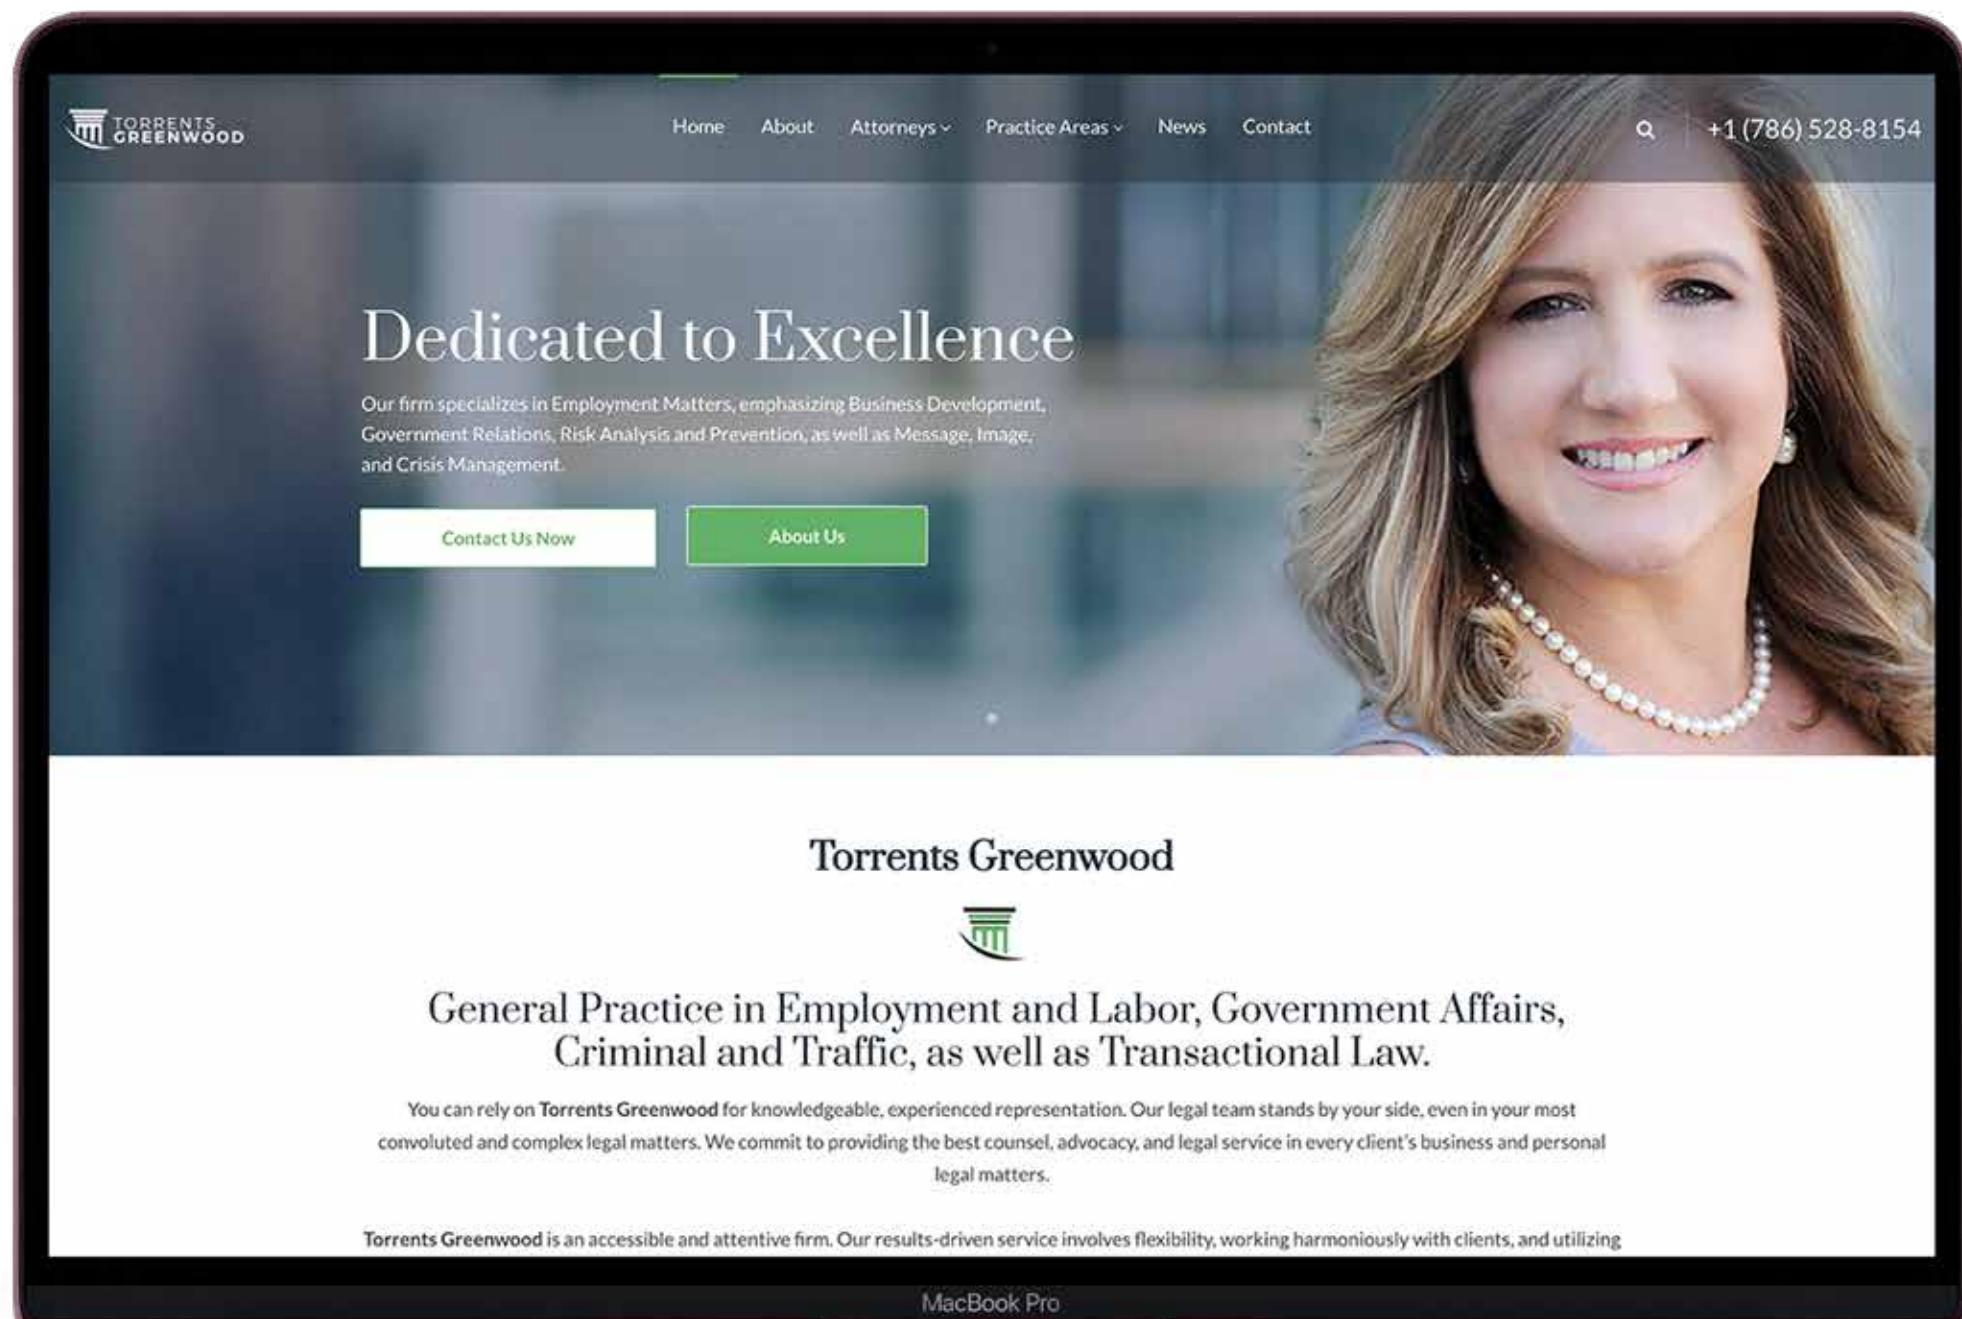 TORRENTS
GREENWOOD
Home About Attorneys Practice Areas News Contact
+1 (786) 528-8154
Dedicated to Excellence
Our firm specializes in Employment Matters, emphasizing Business Development,
Government Relations, Risk Analysis and Prevention, as well as Message, Image,
and Crisis Management.
Contact Us Now About Us
Torrents Greenwood
General Practice in Employment and Labor, Government Affairs,
Criminal and Traffic, as well as Transactional Law.
You can rely on Torrents Greenwood for knowledgeable, experienced representation. Our legal team stands by your side, even in your most
convoluted and complex legal matters. We commit to providing the best counsel, advocacy, and legal service in every client's business and personal
legal matters.
Torrents Greenwood is an accessible and attentive firm. Our results-driven service involves flexibility, working harmoniously with clients, and utilizing
MacBook Pro